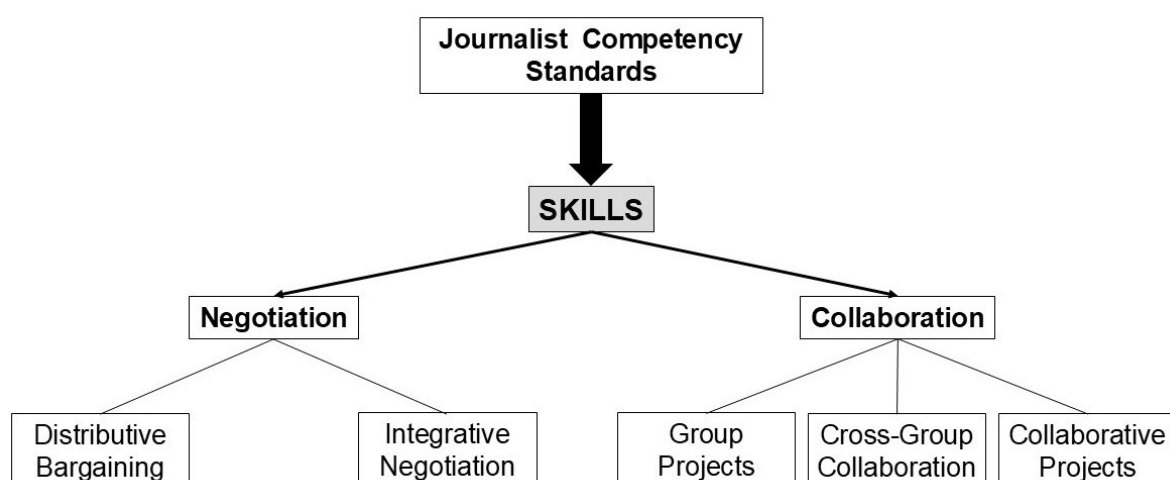 Journalist Competency
Standards
SKILLS
Negotiation
Collaboration
Distributive
Bargaining
Integrative
Negotiation
Group
Projects
Cross-Group
Collaboration
Collaborative
Projects